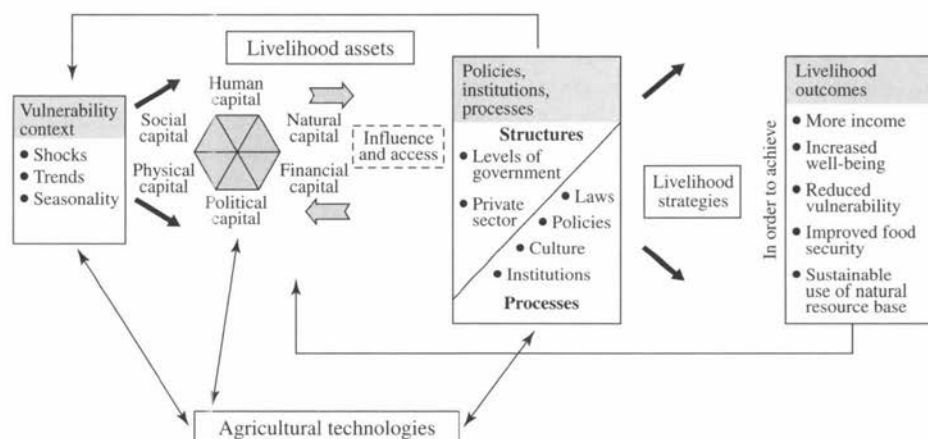 Livelihood assets
Vulnerability
context
● Shocks
● Trends
● Seasonality
Human
capital
Social
capital
Natural
capital
Physical
capital
Financial
capital
Political
capital
Influence
and access
Policies,
institutions,
processes
Structures
● Levels of
government
● Private
sector
● Laws
● Policies
● Culture
● Institutions
Processes
Livelihood
strategies
In order to achieve
Livelihood
outcomes
● More income
● Increased
well-being
● Reduced
vulnerability
● Improved food
security
● Sustainable
use of natural
resource base
Agricultural technologies